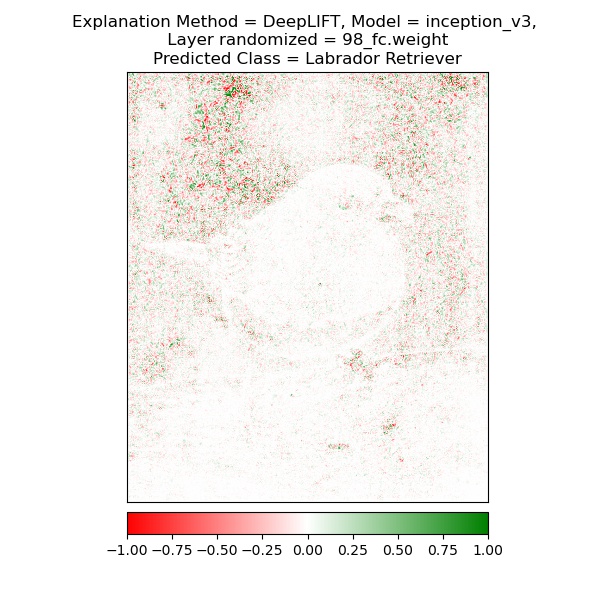 Explanation Method = DeepLIFT, Model = inception_v3,
Layer randomized = 98_fc.weight
Predicted Class = Labrador Retriever
−1.00 −0.75 −0.50 −0.25 0.00 0.25 0.50 0.75 1.00